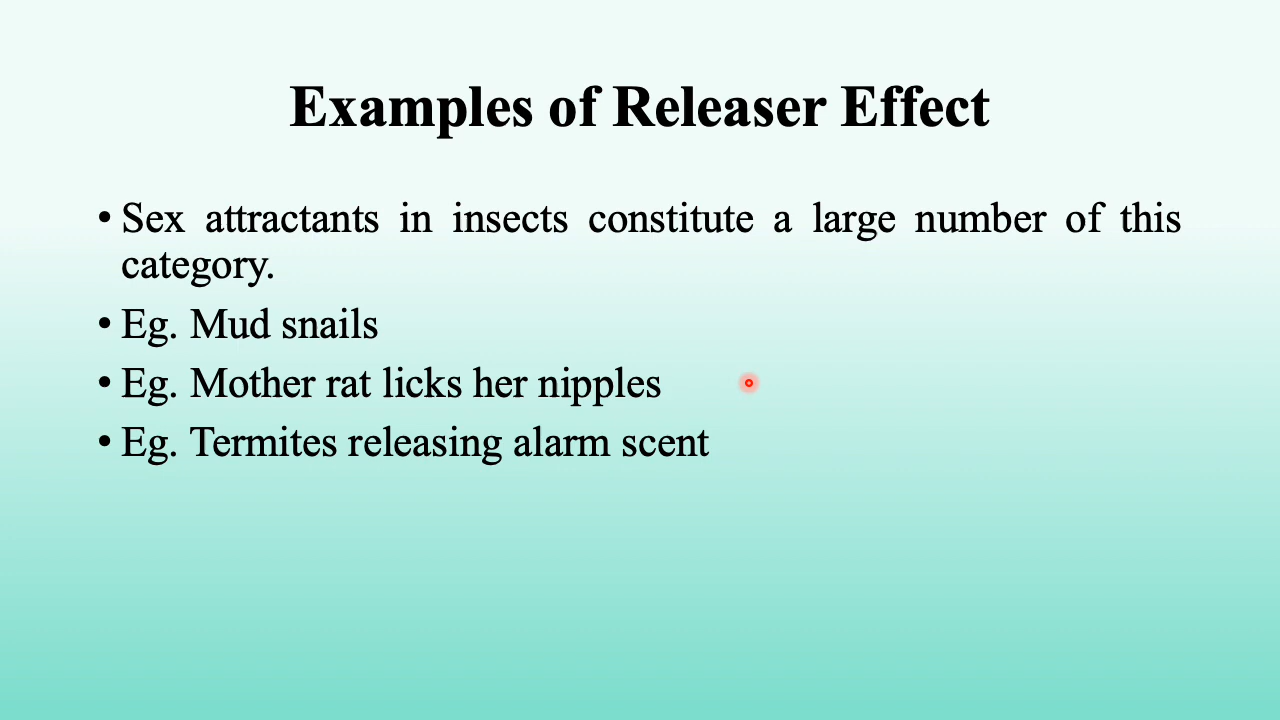 Examples of Releaser Effect
• Sex attractants in insects constitute a large number of this
category.
• Eg. Mud snails
• Eg. Mother rat licks her nipples
• Eg. Termites releasing alarm scent